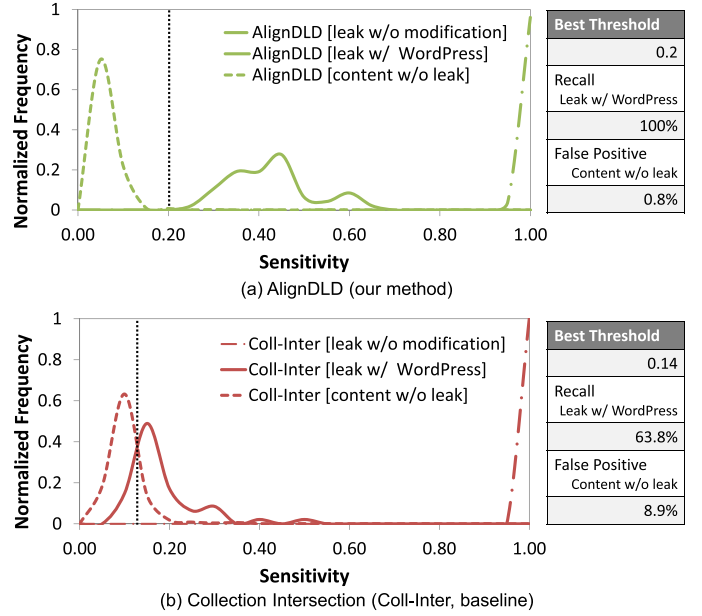 1
0.8
0.6
0.4
0.2
0
Normalized Frequency
AlignDLD [leak w/o modification]
AlignDLD [leak w/ WordPress]
AlignDLD [content w/o leak]
0.00
0.20
0.40
0.60
0.80
1.00
Sensitivity
Best Threshold
0.2
Recall
Leak w/ WordPress
100%
False Positive
Content w/o leak
0.8%
(a) AlignDLD (our method)
1
0.8
0.6
0.4
0.2
0
Normalized Frequency
Coll-Inter [leak w/o modification]
Coll-Inter [leak w/ WordPress]
Coll-Inter [content w/o leak]
0.00
0.20
0.40
0.60
0.80
1.00
Sensitivity
Best Threshold
0.14
Recall
Leak w/ WordPress
63.8%
False Positive
Content w/o leak
8.9%
(b) Collection Intersection (Coll-Inter, baseline)